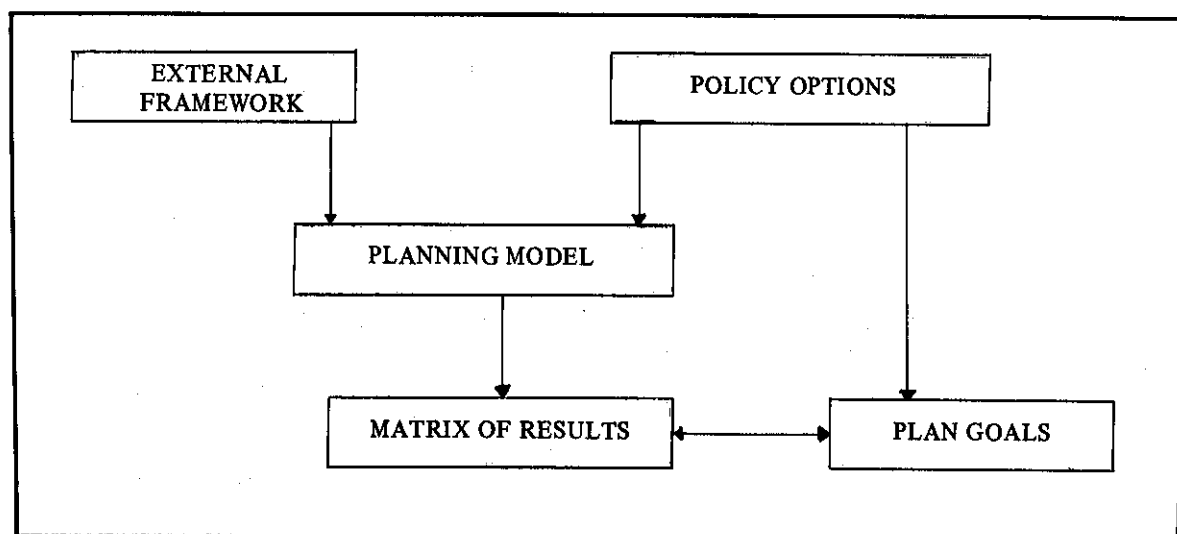 EXTERNAL
FRAMEWORK
POLICY OPTIONS
PLANNING MODEL
MATRIX OF RESULTS
PLAN GOALS